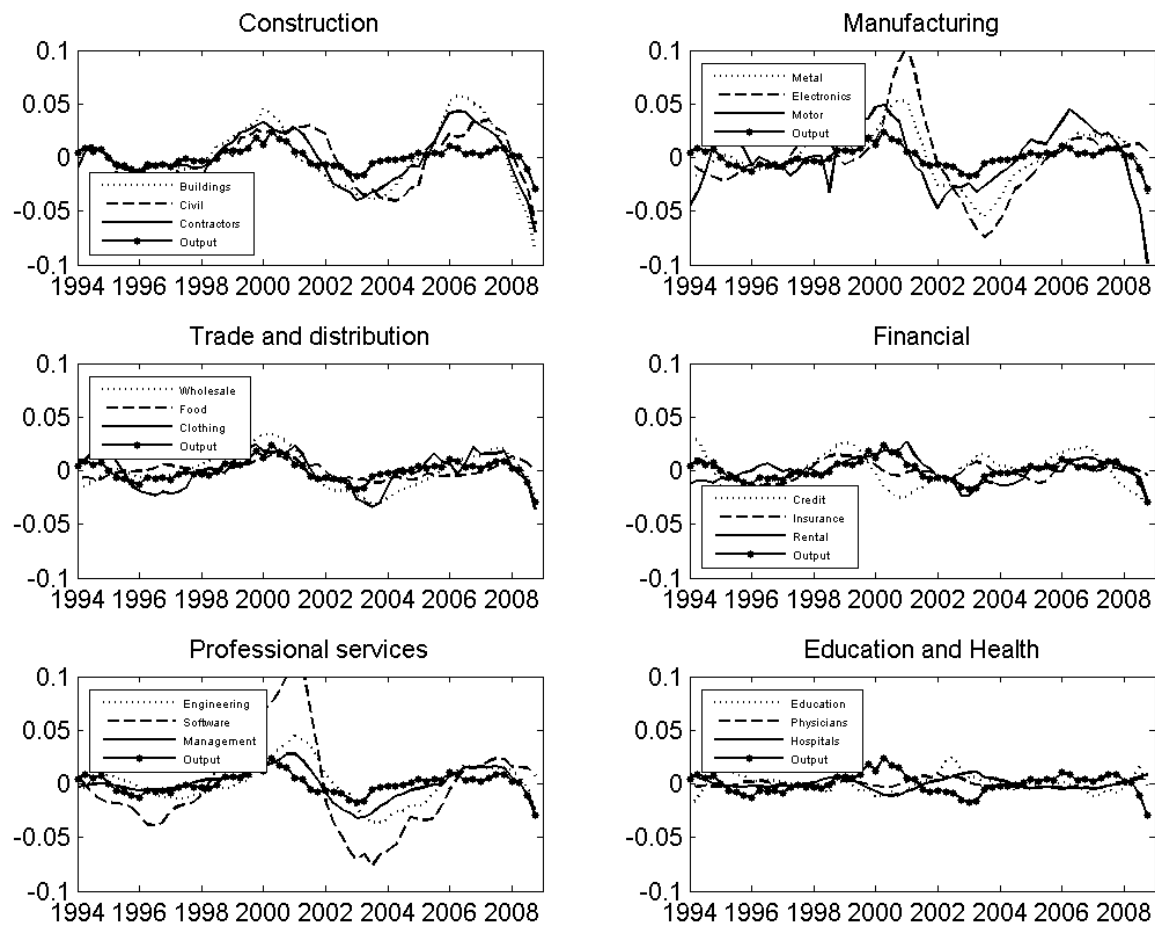 Construction
0.1
0.05
0
-0.05
-0.1
Buildings
Civil
Contractors
Output
1994 1996 1998 2000 2002 2004 2006 2008
Manufacturing
0.1
0.05
0
-0.05
-0.1
Metal
Electronics
Motor
Output
1994 1996 1998 2000 2002 2004 2006 2008
Trade and distribution
0.1
0.05
0
-0.05
-0.1
Wholesale
Food
Clothing
Output
1994 1996 1998 2000 2002 2004 2006 2008
Financial
0.1
0.05
0
-0.05
-0.1
Credit
Insurance
Rental
Output
1994 1996 1998 2000 2002 2004 2006 2008
Professional services
0.1
0.05
0
-0.05
-0.1
Engineering
Software
Management
Output
1994 1996 1998 2000 2002 2004 2006 2008
Education and Health
0.1
0.05
0
-0.05
-0.1
Education
Physicians
Hospitals
Output
1994 1996 1998 2000 2002 2004 2006 2008